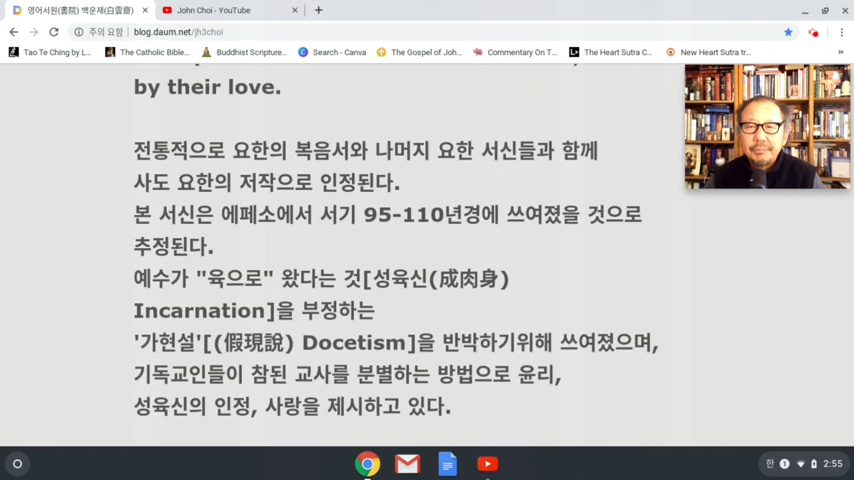 영어서원(書院) 백운재(白雲齋)
John Choi - YouTube
주의 요함
blog.daum.net/jh3choi
Tao Te Ching by L...
The Catholic Bible...
Buddhist Scripture...
Search - Canva
The Gospel of Joh...
Commentary On T...
The Heart Sutra C...
New Heart Sutra tr...
by their love.
전통적으로 요한의 복음서와 나머지 요한 서신들과 함께
사도 요한의 저작으로 인정된다.
본 서신은 에페소에서 서기 95-110년경에 쓰여졌을 것으로
추정된다.
예수가 "육으로" 왔다는 것[성육신(成肉身)
Incarnation]을 부정하는
'가현설'[(假現說) Docetism]을 반박하기위해 쓰여졌으며,
기독교인들이 참된 교사를 분별하는 방법으로 윤리,
성육신의 인정, 사랑을 제시하고 있다.
한 1 2:55